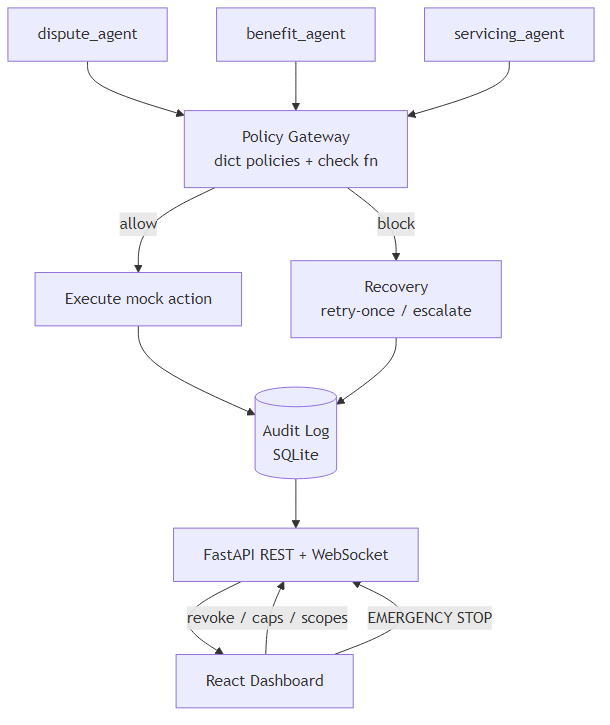 dispute_agent
benefit_agent
servicing_agent
Policy Gateway
dict policies + check fn
allow
block
Execute mock action
Recovery
retry-once / escalate
Audit Log
SQLite
FastAPI REST + WebSocket
revoke / caps / scopes
EMERGENCY STOP
React Dashboard